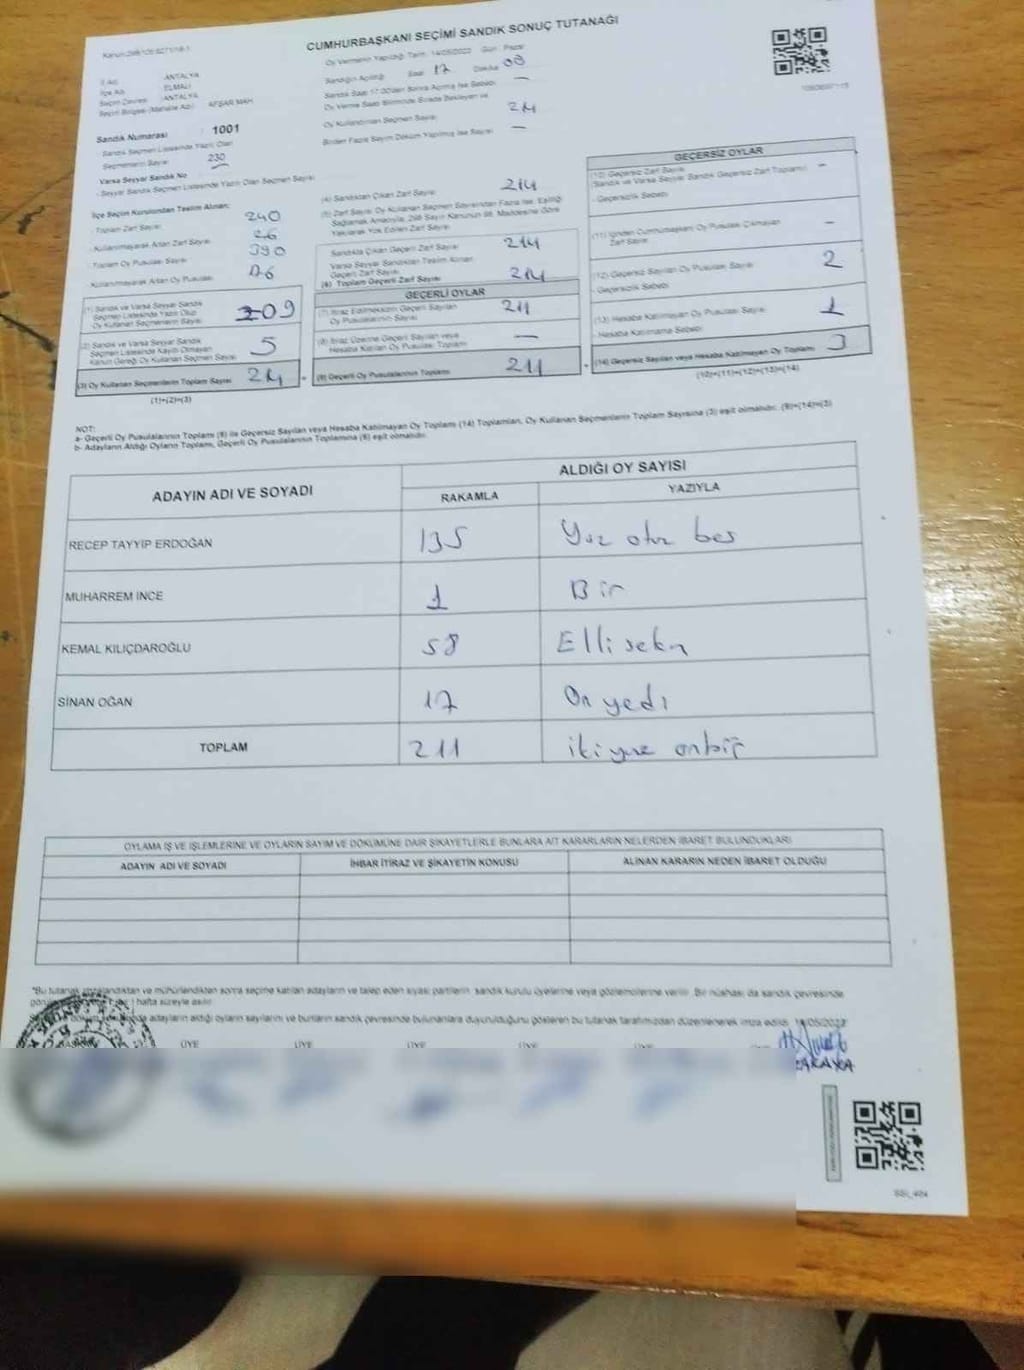 CUMHURBAŞKANI SEÇİMİ SANDIK SONUÇ TUTANAĞI
Oy Vermenin Yapıldığı Tarih: 14/05/2023 Gün: Pazar
Sandığın Açılışı Saat 17 Dakika 00
Sandık Saat 17.00'den Sonra Açılmış İse Sebebi —
Oy Verme Saati Bitiminde Sırada Bekleyen ve
Oy Kullandırılan Seçmen Sayısı
Birden Fazla Sayım Döküm Yapılmış İse Sayısı —
İl Adı : ANTALYA
İlçe Adı : ELMALI
Seçim Çevresi : ANTALYA
Seçim Bölgesi (Mahalle Adı) : AFŞAR MAH.
Sandık Numarası : 1001
- Sandık Seçmen Listesinde Yazılı Olan
Seçmenlerin Sayısı : 230
Varsa Seyyar Sandık No
- Seyyar Sandık Seçmen Listesinde Yazılı Olan Seçmen Sayısı
İlçe Seçim Kurulundan Teslim Alınan:
- Toplam Zarf Sayısı 240
- Kullanılmayarak Artan Zarf Sayısı 26
- Toplam Oy Pusulası Sayısı
- Kullanılmayarak Artan Oy Pusulası
(1) Sandık ve Varsa Seyyar Sandık
Seçmen Listesinde Yazılı Olup
Oy Kullanan Seçmenlerin Sayısı 209
(2) Sandık ve Varsa Seyyar Sandık
Seçmen Listesinde Kayıtlı Olmayan
Kanun Gereği Oy Kullanan Seçmen Sayısı 5
(3) Oy Kullanan Seçmenlerin Toplam Sayısı 214
(1)+(2)=(3)
(4) Sandıktan Çıkan Zarf Sayısı 214
(5) Zarf Sayısı Oy Kullanan Seçmen Sayısından Fazla İse, Eşitliği
Sağlamak Amacıyla, 298 Sayılı Kanunun 98. Maddesine Göre
Yakılarak Yok Edilen Zarf Sayısı
Sandıkta Çıkan Geçerli Zarf Sayısı 214
Varsa Seyyar Sandıktan Teslim Alınan
Geçerli Zarf Sayısı
(6) Toplam Geçerli Zarf Sayısı 214
GEÇERLİ OYLAR
(7) İtiraz Edilmeksizin Geçerli Sayılan
Oy Pusulalarının Sayısı 211
(8) İtiraz Üzerine Geçerli Sayılan veya
Hesaba Katılan Oy Pusulası Toplamı —
(9) Geçerli Oy Pusulalarının Toplamı 211
GEÇERSİZ OYLAR
(10) Geçersiz Zarf Sayısı –
(Sandık ve Varsa Seyyar Sandık Geçersiz Zarf Toplamı)
- Geçersizlik Sebebi
(11) İçinden Cumhurbaşkanı Oy Pusulası Çıkmayan
Zarf Sayısı –
(12) Geçersiz Sayılan Oy Pusulası Sayısı 2
- Geçersizlik Sebebi
(13) Hesaba Katılmayan Oy Pusulası Sayısı 1
- Hesaba Katılmama Sebebi
(14) Geçersiz Sayılan veya Hesaba Katılmayan Oy Toplamı 3
(10)+(11)+(12)+(13)=(14)
NOT:
a- Geçerli Oy Pusulalarının Toplamı (9) ile Geçersiz Sayılan veya Hesaba Katılmayan Oy Toplamı (14) Toplamları, Oy Kullanan Seçmenlerin Toplam Sayısına (3) eşit olmalıdır. (9)+(14)=(3)
b- Adayların Aldığı Oyların Toplamı, Geçerli Oy Pusulalarının Toplamına (9) eşit olmalıdır.
ADAYIN ADI VE SOYADI
ALDIĞI OY SAYISI
RAKAMLA YAZIYLA
RECEP TAYYİP ERDOĞAN 135 Yüz otuz beş
MUHARREM İNCE 1 Bir
KEMAL KILIÇDAROĞLU 58 Elli sekiz
SİNAN OĞAN 17 On yedi
TOPLAM 211 iki yüz onbir
OYLAMA İŞ VE İŞLEMLERİNE VE OYLARIN SAYIM VE DÖKÜMÜNE DAİR ŞİKAYETLERLE BUNLARA AİT KARARLARIN NELERDEN İBARET BULUNDUKLARI
ADAYIN ADI VE SOYADI İHBAR İTİRAZ VE ŞİKAYETİN KONUSU ALINAN KARARIN NEDEN İBARET OLDUĞU
*Bu tutanak imzalandıktan ve mühürlendikten sonra seçime katılan adayların ve talep eden siyasi partilerin sandık kurulu üyelerine veya gözlemcilerine verilir. Bir nüshası da sandık çevresinde
1 hafta süreyle asılır.
adayların aldığı oyların sayılarını ve bunların sandık çevresinde bulunanlara duyurulduğunu gösteren bu tutanak tarafımızdan düzenlenerek imza edildi. 14/05/2023
ÜYE ÜYE ÜYE ÜYE ÜYE